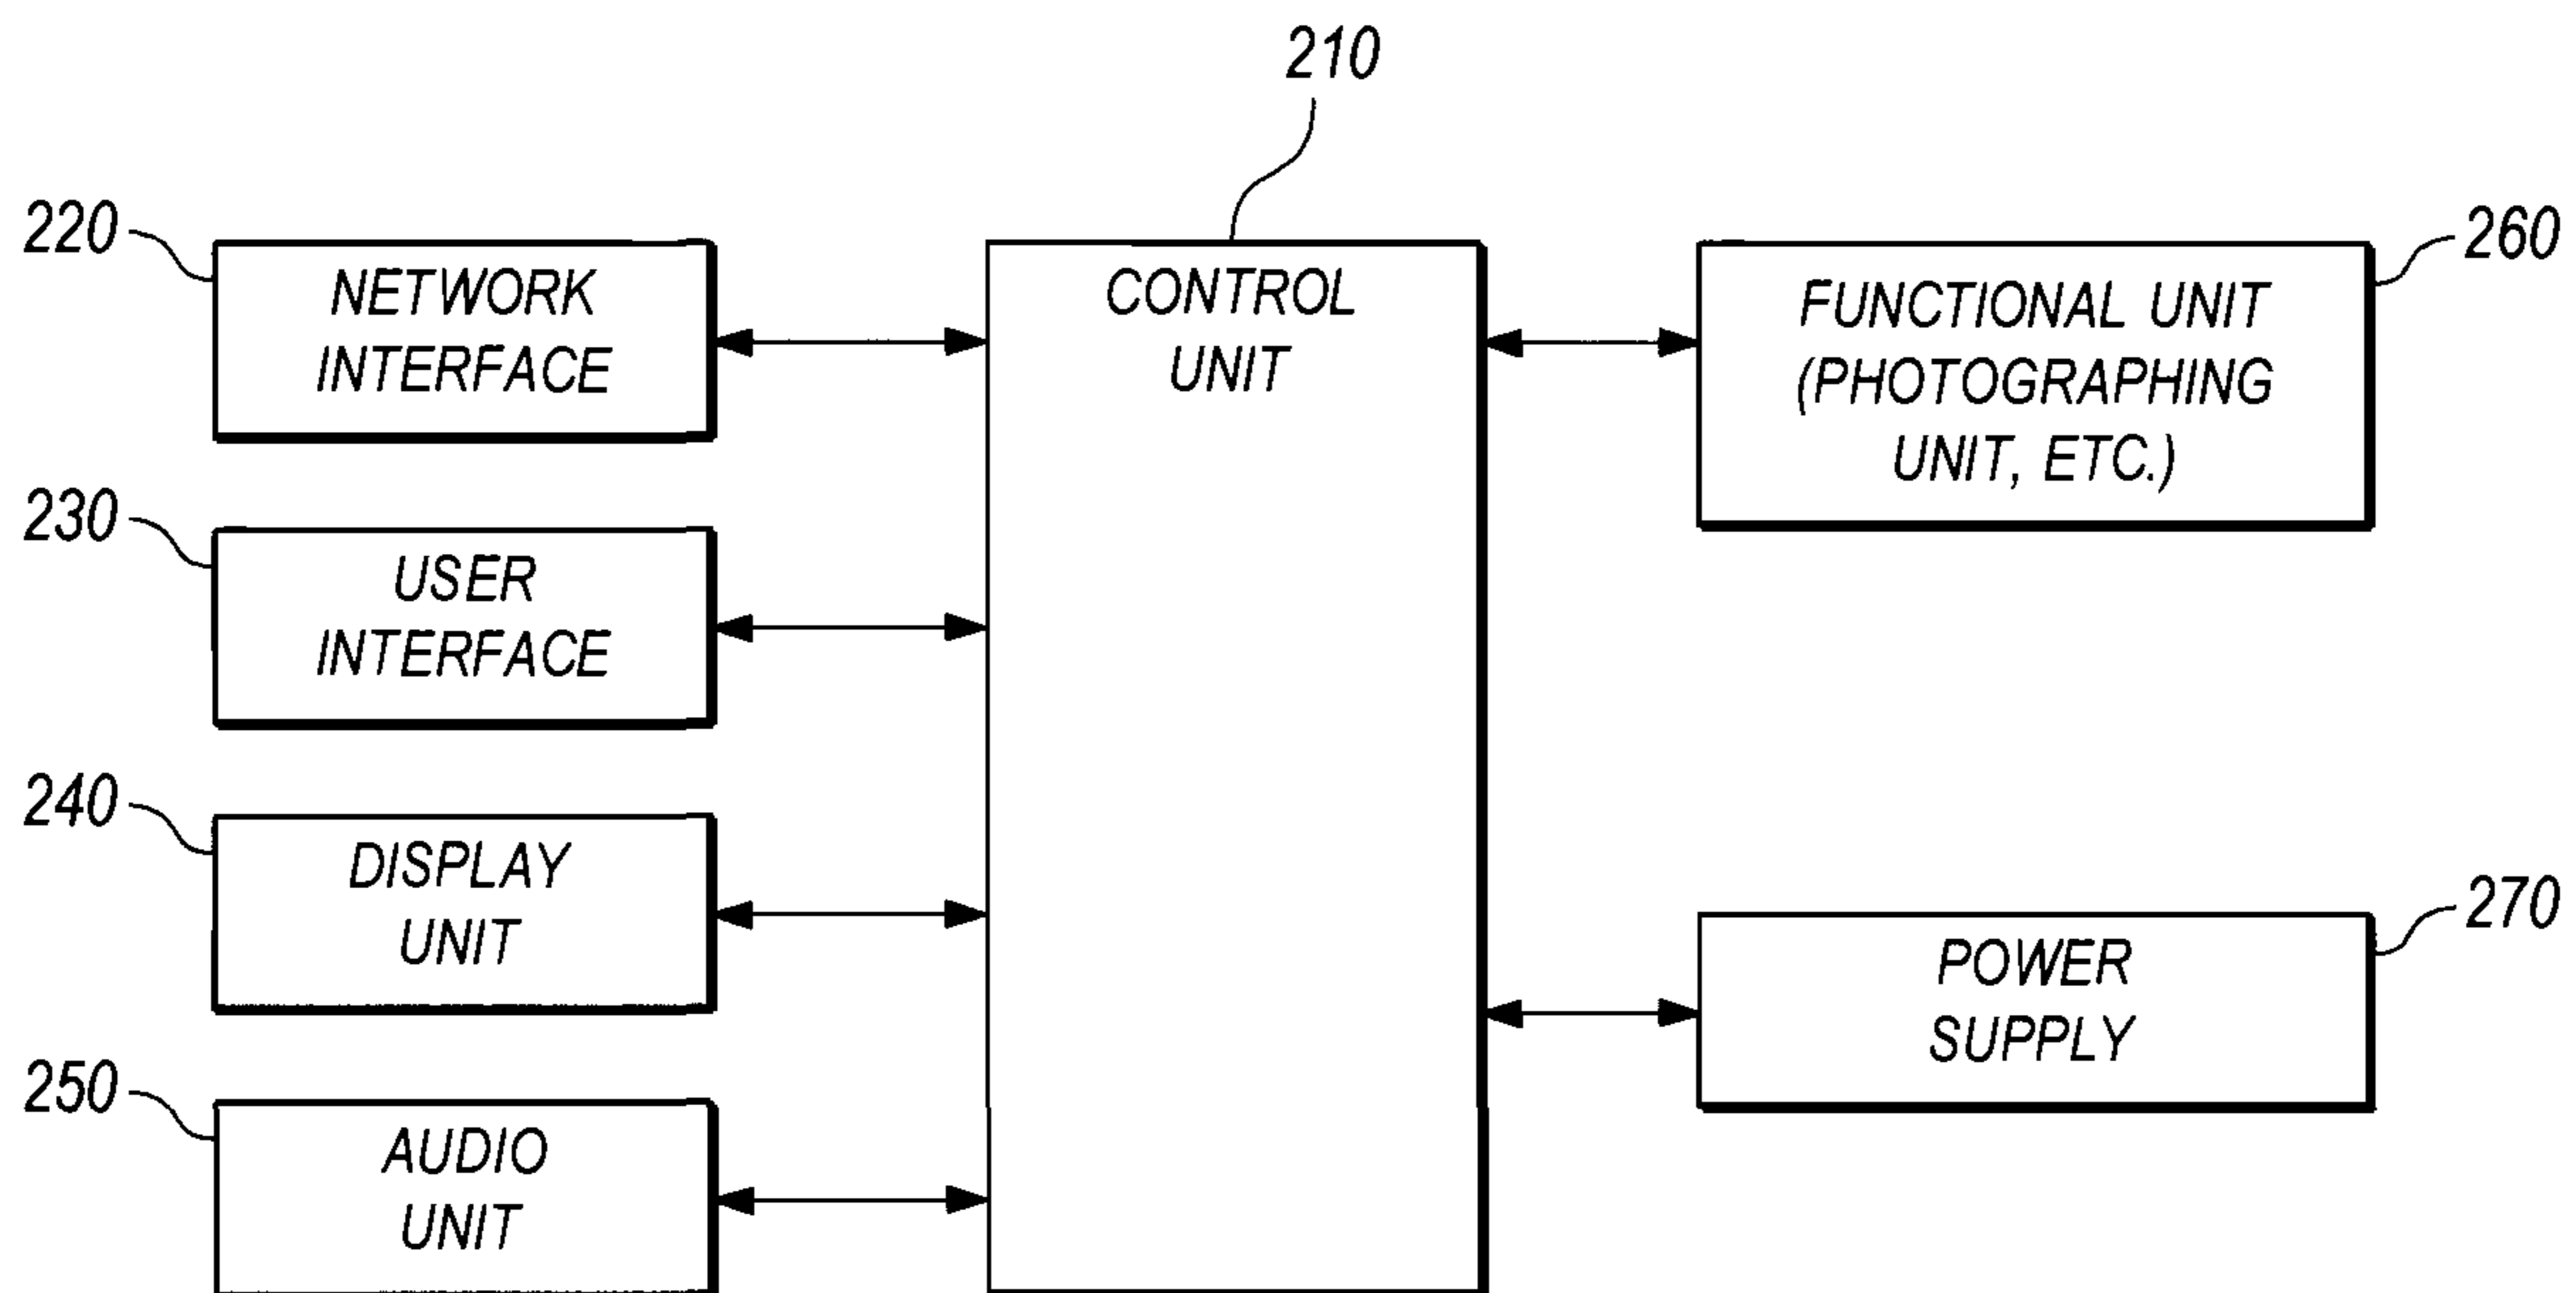 210
220
NETWORK
INTERFACE
CONTROL
UNIT
260
FUNCTIONAL UNIT
(PHOTOGRAPHING
UNIT, ETC.)
230
USER
INTERFACE
240
DISPLAY
UNIT
270
POWER
SUPPLY
250
AUDIO
UNIT